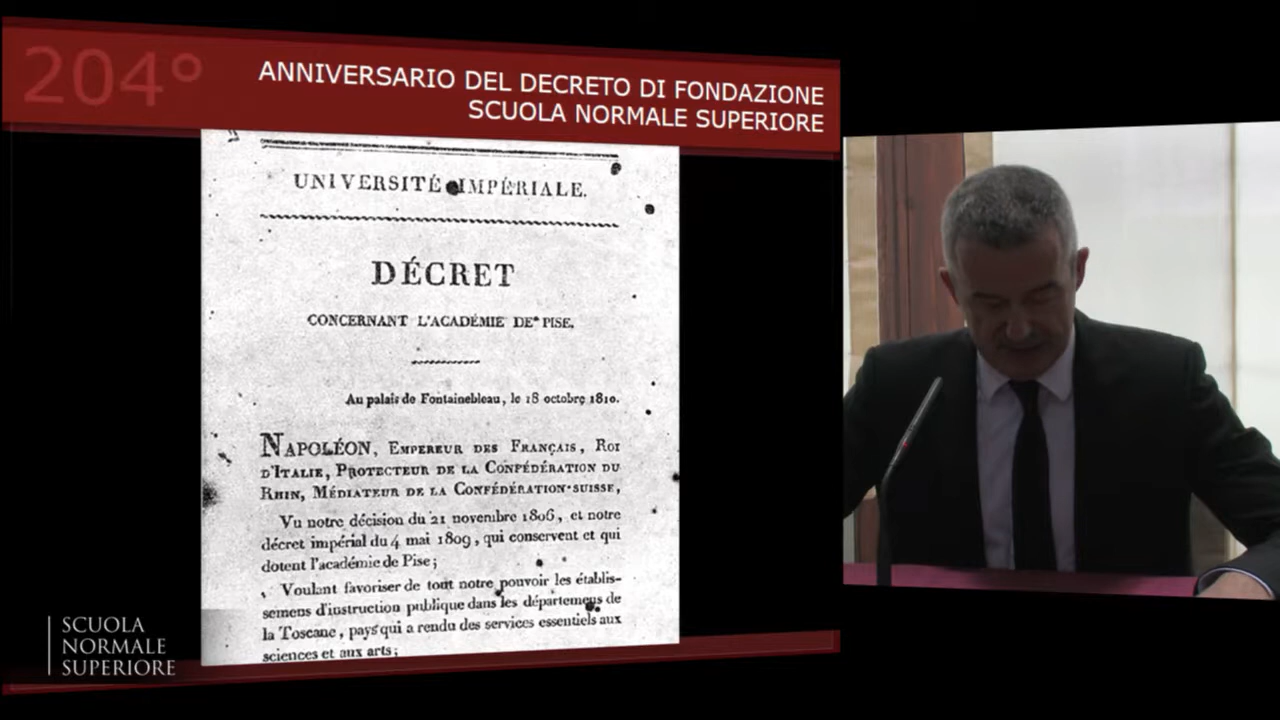 204°
ANNIVERSARIO DEL DECRETO DI FONDAZIONE
SCUOLA NORMALE SUPERIORE
UNIVERSITÉ IMPÉRIALE.
DÉCRET
CONCERNANT L'ACADÉMIE DE PISE.
Au palais de Fontainebleau, le 18 octobre 1810.
NAPOLÉON, EMPEREUR DES FRANÇAIS, ROI
D'ITALIE, PROTECTEUR DE LA CONFÉDÉRATION DU
RHIN, MÉDIATEUR DE LA CONFÉDÉRATION-SUISSE,
Vu notre décision du 21 novembre 1806, et notre
décret impérial du 4 mai 1809, qui conservent et qui
dotent l'académie de Pise;
Voulant favoriser de tout notre pouvoir les établis-
semens d'instruction publique dans les départemens de
la Toscane, pays qui a rendu des services essentiels aux
sciences et aux arts;
SCUOLA
NORMALE
SUPERIORE